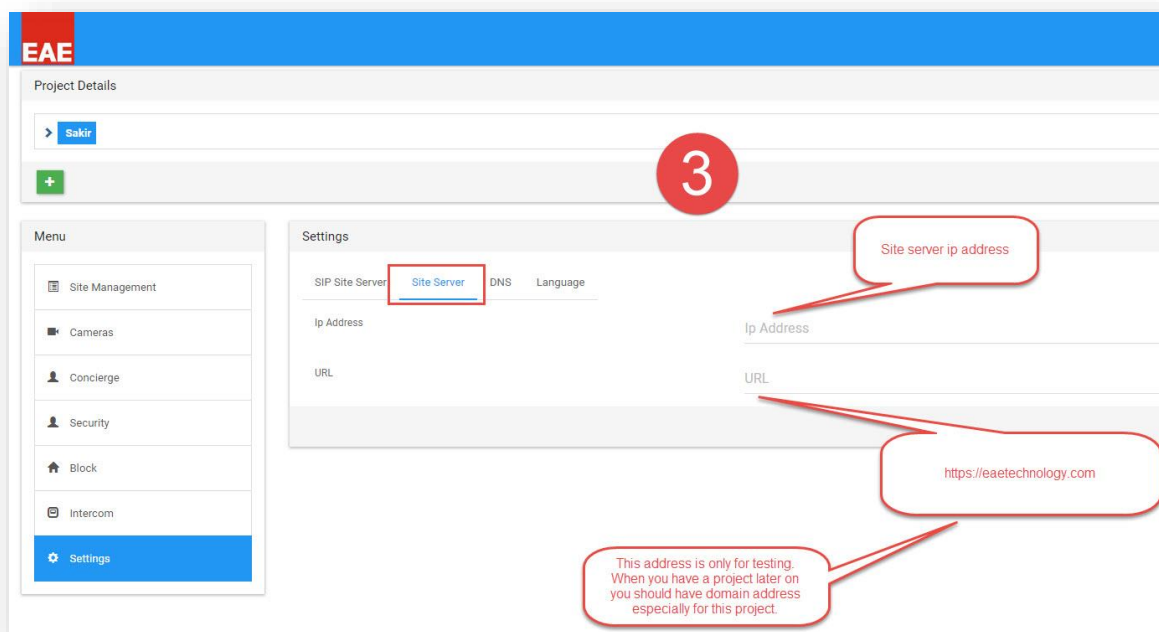 EAE
Project Details
Sakir
3
Menu
Site Management
Cameras
Concierge
Security
Block
Intercom
Settings
Settings
SIP Site Server Site Server DNS Language
Ip Address
Ip Address
URL
URL
Site server ip address
https://eaetechnology.com
This address is only for testing.
When you have a project later on
you should have domain address
especially for this project.